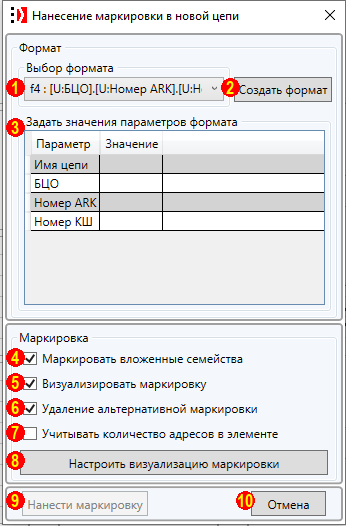 Нанесение маркировки в новой цепи
Формат
Выбор формата
1 f4 : [U:БЦО].[U:Номер ARK].[U:Н 2 Создать формат
3 Задать значения параметров формата
Параметр Значение
Имя цепи
БЦО
Номер ARK
Номер КШ
Маркировка
4 Маркировать вложенные семейства
5 Визуализировать маркировку
6 Удаление альтернативной маркировки
7 Учитывать количество адресов в элементе
8 Настроить визуализацию маркировки
9 Нанести маркировку 10 Отмена